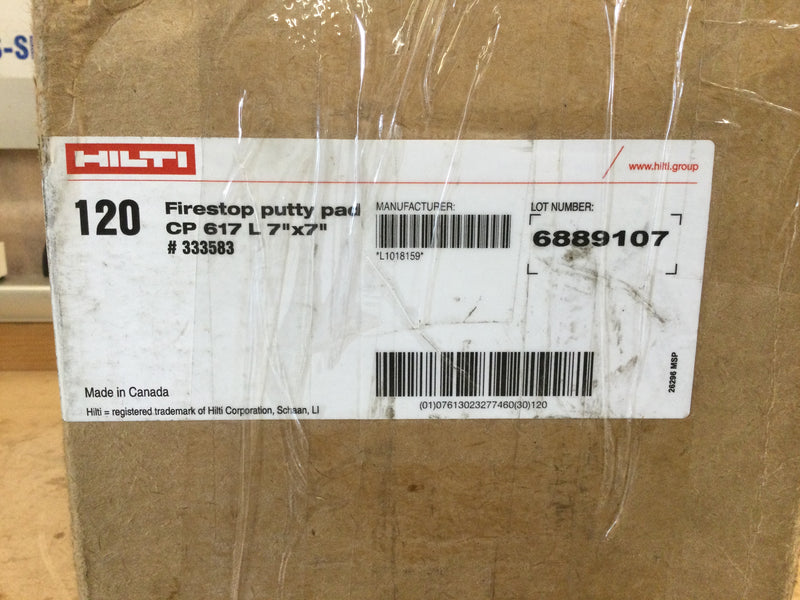 HILTI
www.hilti.group
120
Firestop putty pad
CP 617 L 7"x7"
# 333583
MANUFACTURER:
*L1018159*
LOT NUMBER:
6889107
26296 MSP
(01)07613023277460(30)120
Made in Canada
Hilti = registered trademark of Hilti Corporation, Schaan, LI